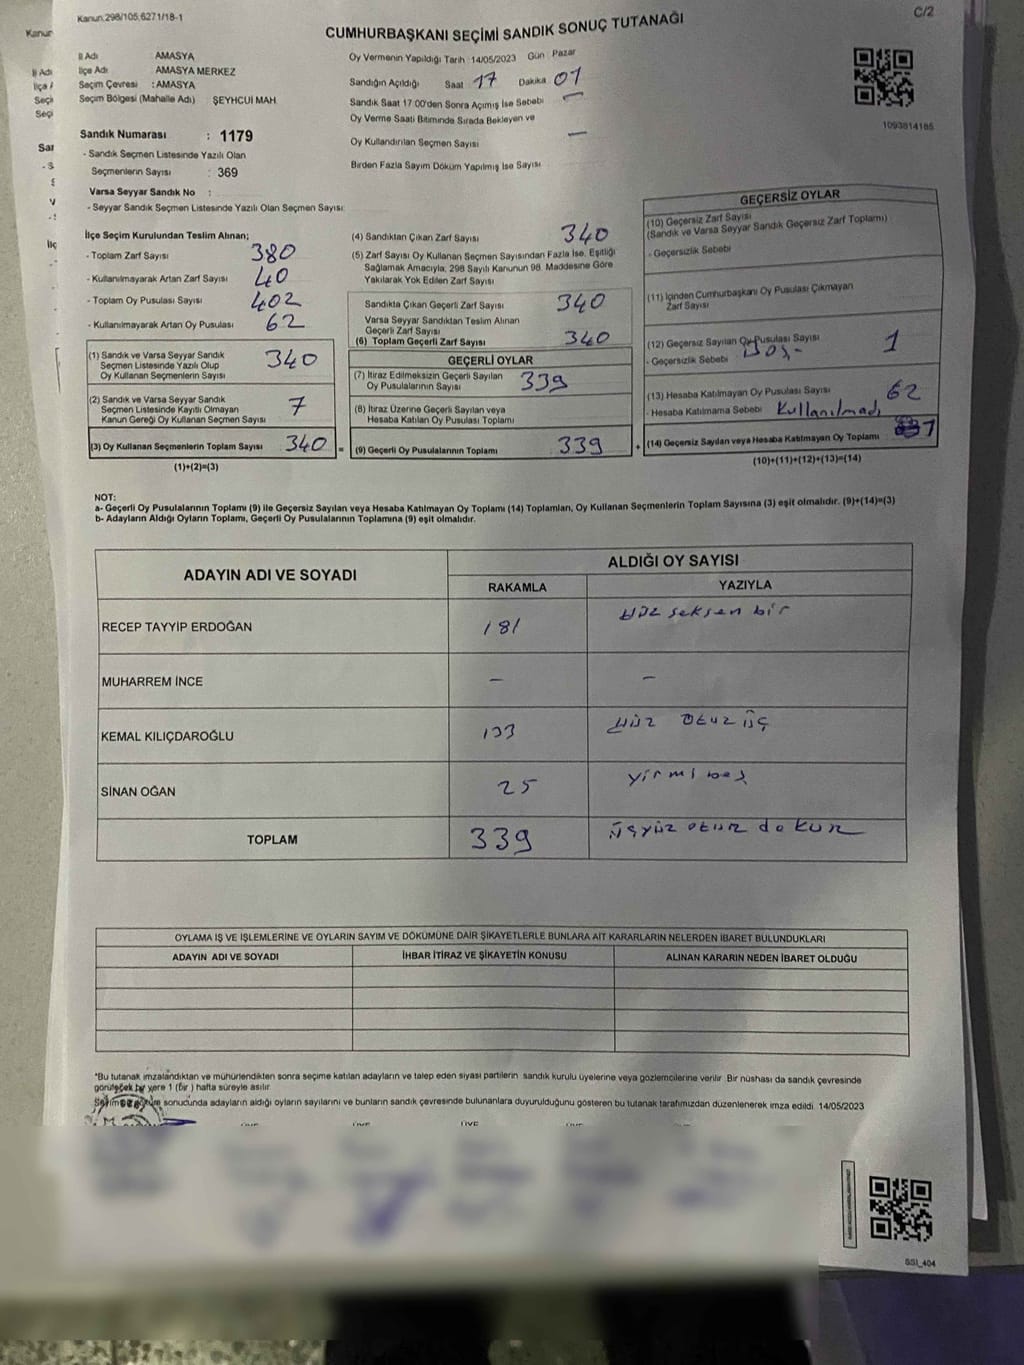 Kanun.298/105;6271/18-1
C/2
CUMHURBAŞKANI SEÇİMİ SANDIK SONUÇ TUTANAĞI
İl Adı AMASYA
İlçe Adı AMASYA MERKEZ
Seçim Çevresi : AMASYA
Seçim Bölgesi (Mahalle Adı) ŞEYHCUİ MAH.
Sandık Numarası : 1179
- Sandık Seçmen Listesinde Yazılı Olan
Seçmenlerin Sayısı : 369
Varsa Seyyar Sandık No :
- Seyyar Sandık Seçmen Listesinde Yazılı Olan Seçmen Sayısı:
Oy Vermenin Yapıldığı Tarih : 14/05/2023 Gün : Pazar
Sandığın Açıldığı Saat 17 Dakika 01
Sandık Saat 17:00'den Sonra Açımış İse Sebebi —
Oy Verme Saati Bitiminde Sırada Bekleyen ve
Oy Kullandırılan Seçmen Sayısı —
Birden Fazla Sayım Döküm Yapılmış İse Sayısı
1093814185
İlçe Seçim Kurulundan Teslim Alınan;
- Toplam Zarf Sayısı 380
- Kullanılmayarak Artan Zarf Sayısı 40
- Toplam Oy Pusulası Sayısı 402
- Kullanılmayarak Artan Oy Pusulası 62
(1) Sandık ve Varsa Seyyar Sandık
Seçmen Listesinde Yazılı Olup
Oy Kullanan Seçmenlerin Sayısı 340
(2) Sandık ve Varsa Seyyar Sandık
Seçmen Listesinde Kayıtlı Olmayan
Kanun Gereği Oy Kullanan Seçmen Sayısı 7
(3) Oy Kullanan Seçmenlerin Toplam Sayısı 340 =
(1)+(2)=(3)
(4) Sandıktan Çıkan Zarf Sayısı 340
(5) Zarf Sayısı Oy Kullanan Seçmen Sayısından Fazla İse, Eşitliği
Sağlamak Amacıyla, 298 Sayılı Kanunun 98. Maddesine Göre
Yakılarak Yok Edilen Zarf Sayısı
Sandıkta Çıkan Geçerli Zarf Sayısı 340
Varsa Seyyar Sandıktan Teslim Alınan
Geçerli Zarf Sayısı
(6) Toplam Geçerli Zarf Sayısı 340
GEÇERLİ OYLAR
(7) İtiraz Edilmeksizin Geçerli Sayılan
Oy Pusulalarının Sayısı 339
(8) İtiraz Üzerine Geçerli Sayılan veya
Hesaba Katılan Oy Pusulası Toplamı
(9) Geçerli Oy Pusulalarının Toplamı 339 +
GEÇERSİZ OYLAR
(10) Geçersiz Zarf Sayısı
(Sandık ve Varsa Seyyar Sandık Geçersiz Zarf Toplamı)
- Geçersizlik Sebebi
(11) İçinden Cumhurbaşkanı Oy Pusulası Çıkmayan
Zarf Sayısı
(12) Geçersiz Sayılan Oy Pusulası Sayısı 1
- Geçersizlik Sebebi
(13) Hesaba Katılmayan Oy Pusulası Sayısı 62
- Hesaba Katılmama Sebebi Kullanılmadı
(14) Geçersiz Sayılan veya Hesaba Katılmayan Oy Toplamı 1
(10)+(11)+(12)+(13)=(14)
NOT:
a- Geçerli Oy Pusulalarının Toplamı (9) ile Geçersiz Sayılan veya Hesaba Katılmayan Oy Toplamı (14) Toplamları, Oy Kullanan Seçmenlerin Toplam Sayısına (3) eşit olmalıdır. (9)+(14)=(3)
b- Adayların Aldığı Oyların Toplamı, Geçerli Oy Pusulalarının Toplamına (9) eşit olmalıdır.
ADAYIN ADI VE SOYADI ALDIĞI OY SAYISI
RAKAMLA YAZIYLA
RECEP TAYYİP ERDOĞAN 181 yüz seksen bir
MUHARREM İNCE — —
KEMAL KILIÇDAROĞLU 133 yüz otuz üç
SİNAN OĞAN 25 yirmi beş
TOPLAM 339 üçyüz otuz dokuz
OYLAMA İŞ VE İŞLEMLERİNE VE OYLARIN SAYIM VE DÖKÜMÜNE DAİR ŞİKAYETLERLE BUNLARA AİT KARARLARIN NELERDEN İBARET BULUNDUKLARI
ADAYIN ADI VE SOYADI İHBAR İTİRAZ VE ŞİKAYETİN KONUSU ALINAN KARARIN NEDEN İBARET OLDUĞU
*Bu tutanak imzalandıktan ve mühürlendikten sonra seçime katılan adayların ve talep eden siyasi partilerin sandık kurulu üyelerine veya gözlemcilerine verilir. Bir nüshası da sandık çevresinde
görülecek bir yere 1 (bir ) hafta süreyle asılır.
sonucunda adayların aldığı oyların sayılarını ve bunların sandık çevresinde bulunanlara duyurulduğunu gösteren bu tutanak tarafımızdan düzenlenerek imza edildi. 14/05/2023
SSI_404